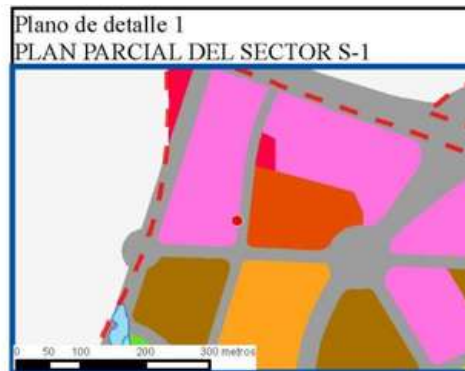 Plano de detalle 1
PLAN PARCIAL DEL SECTOR S-1
0 50 100 200 300 metros